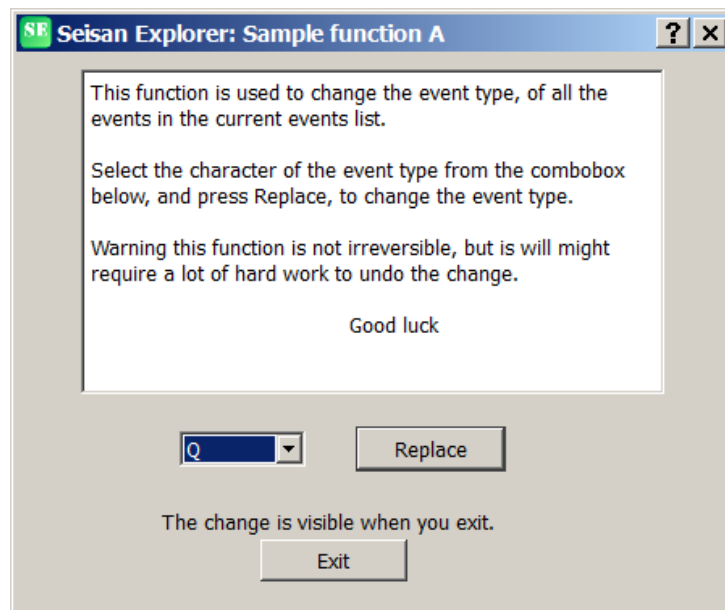 SE Seisan Explorer: Sample function A ? ×
This function is used to change the event type, of all the
events in the current events list.
Select the character of the event type from the combobox
below, and press Replace, to change the event type.
Warning this function is not irreversible, but is will might
require a lot of hard work to undo the change.
Good luck
Q Replace
The change is visible when you exit.
Exit